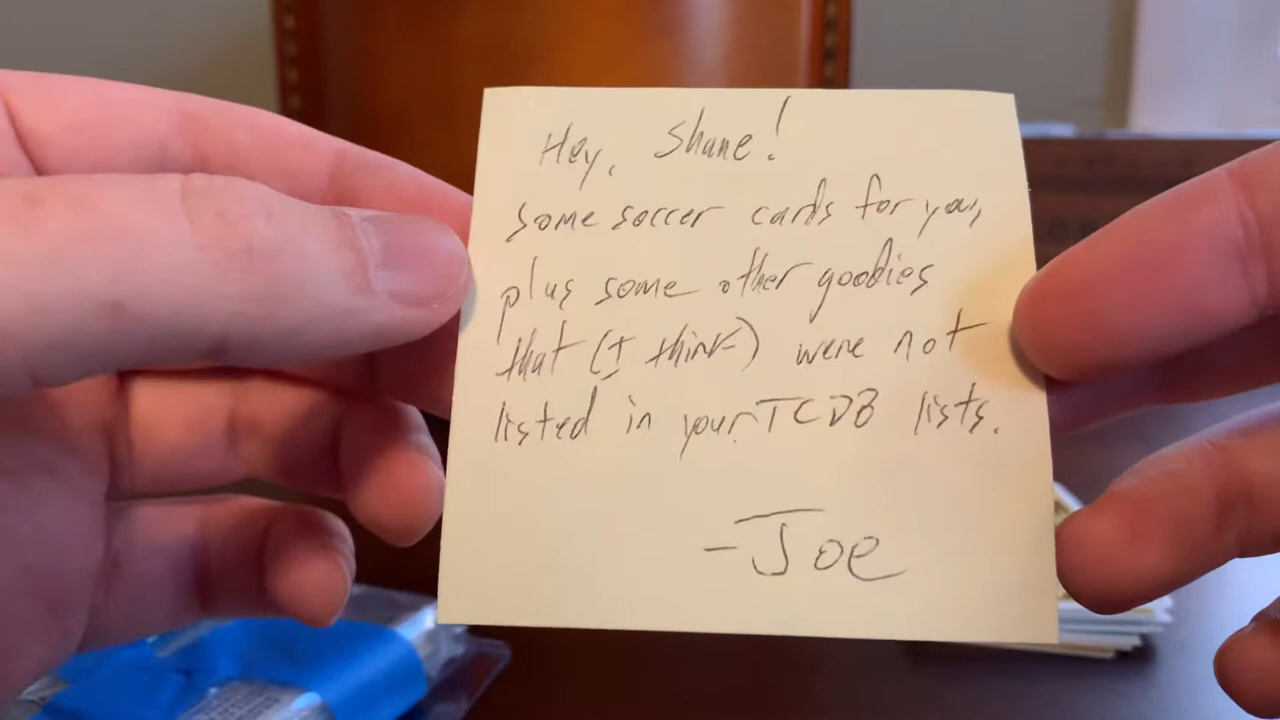 Hey, Shane!
some soccer cards for you,
plus some other goodies
that (I think) were not
listed in your TCDB lists.
-Joe